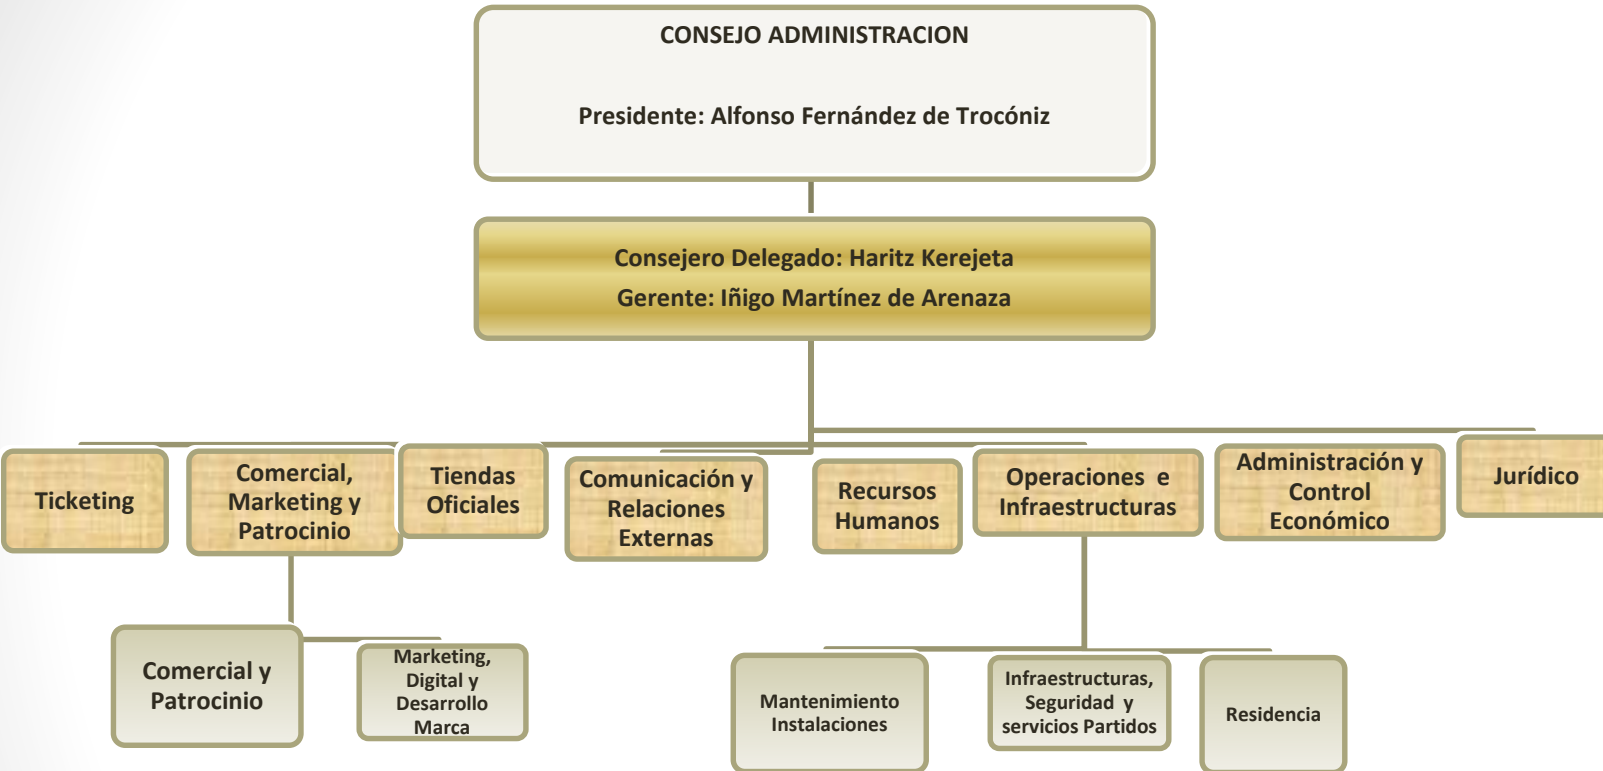 CONSEJO ADMINISTRACION
Presidente: Alfonso Fernández de Trocóniz
Consejero Delegado: Haritz Kerejeta
Gerente: Iñigo Martínez de Arenaza
Ticketing
Comercial,
Marketing y
Patrocinio
Tiendas
Oficiales
Comunicación y
Relaciones
Externas
Recursos
Humanos
Operaciones e
Infraestructuras
Administración y
Control
Económico
Jurídico
Comercial y
Patrocinio
Marketing,
Digital y
Desarrollo
Marca
Mantenimiento
Instalaciones
Infraestructuras,
Seguridad y
servicios Partidos
Residencia